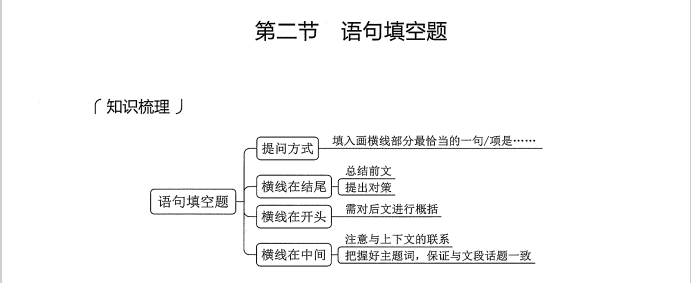 第二节 语句填空题
知识梳理
提问方式
填入画横线部分最恰当的一句/项是……
总结前文
横线在结尾
提出对策
语句填空题
横线在开头
需对后文进行概括
注意与上下文的联系
横线在中间
把握好主题词，保证与文段话题一致